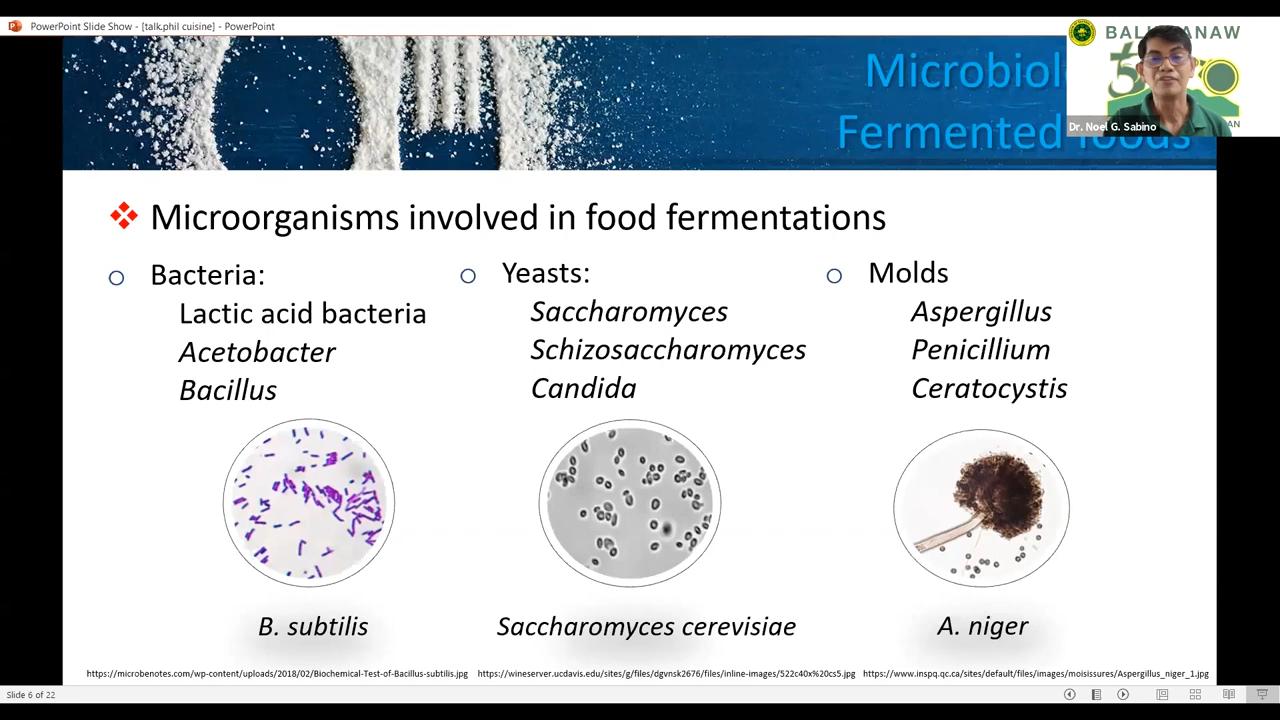 PowerPoint Slide Show - [talk.phil cuisine] - PowerPoint
Fermented foods
Dr. Noel G. Sabino
Microorganisms involved in food fermentations
Bacteria:
Lactic acid bacteria
Acetobacter
Bacillus
Yeasts:
Saccharomyces
Schizosaccharomyces
Candida
Molds
Aspergillus
Penicillium
Ceratocystis
B. subtilis
Saccharomyces cerevisiae
A. niger
https://microbenotes.com/wp-content/uploads/2018/02/Biochemical-Test-of-Bacillus-subtilis.jpg
https://wineserver.ucdavis.edu/sites/g/files/dgvnsk2676/files/inline-images/522c40x%20cs5.jpg
https://www.inspq.qc.ca/sites/default/files/images/moisissures/Aspergillus_niger_1.jpg
Slide 6 of 22